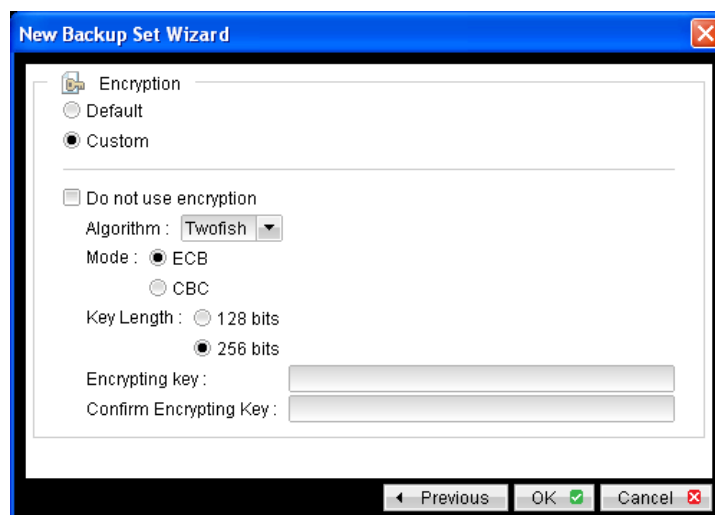 New Backup Set Wizard
Encryption
Default
Custom
Do not use encryption
Algorithm : Twofish
Mode : ECB
CBC
Key Length : 128 bits
256 bits
Encrypting key :
Confirm Encrypting Key :
Previous OK Cancel